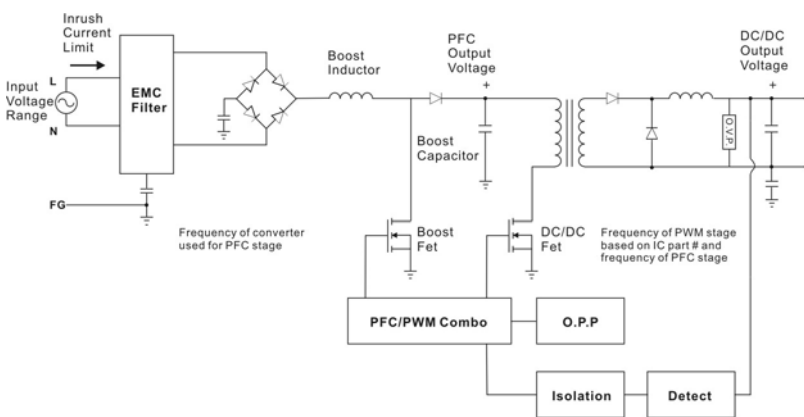 Inrush
Current
Limit
Input
Voltage
Range
L
N
EMC
Filter
FG
Frequency of converter
used for PFC stage
Boost
Inductor
PFC
Output
Voltage
+
Boost
Capacitor
Boost
Fet
DC/DC
Fet
DC/DC
Output
Voltage
+
O.V.P.
Frequency of PWM stage
based on IC part # and
frequency of PFC stage
PFC/PWM Combo
O.P.P
Isolation
Detect